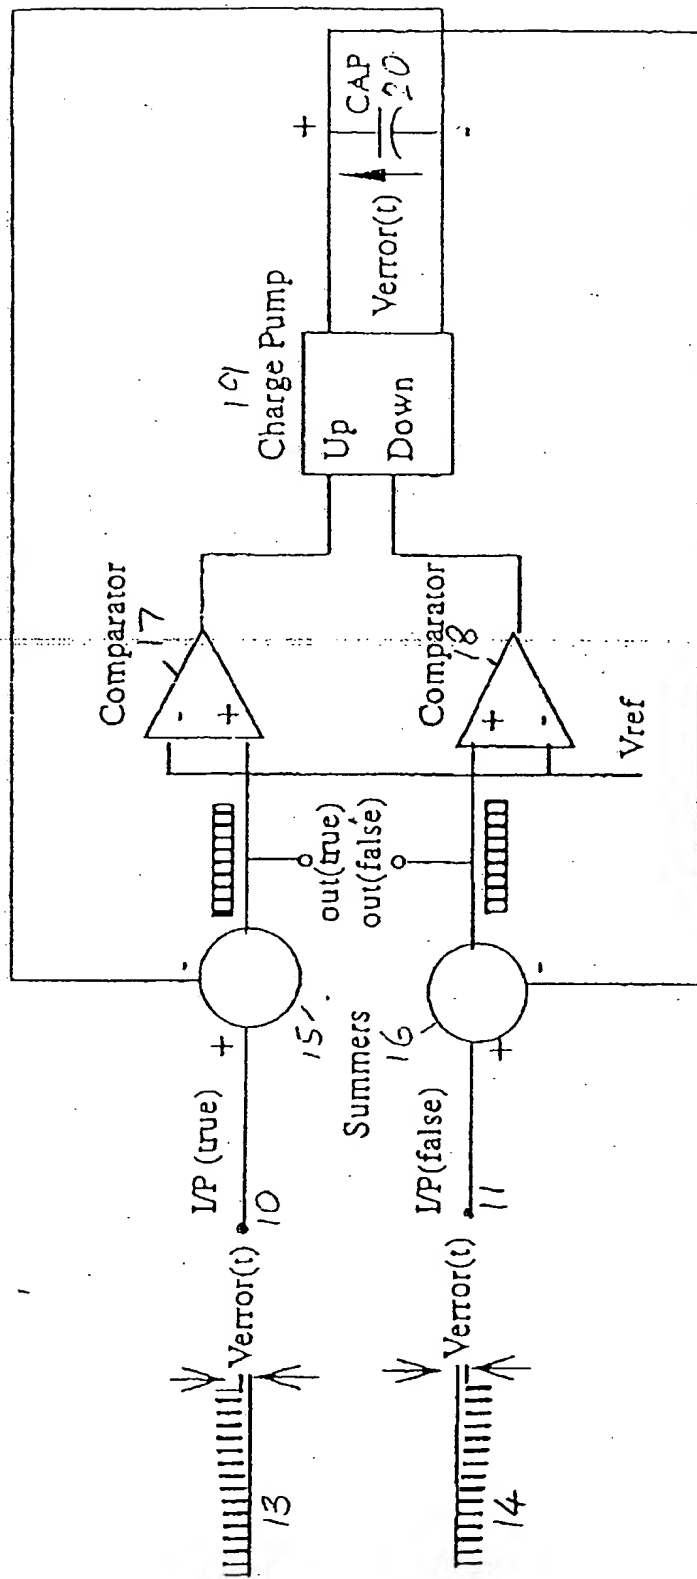 13
Verror(t)
I/P (true)
10
+
-
15
Comparator
17
-
+
out(true)
out(false)
Summers
16
14
Verror(t)
I/P(false)
11
+
-
Comparator
18
+
-
Vref
19
Charge Pump
Up
Down
Verror(t)
+
CAP
20
-